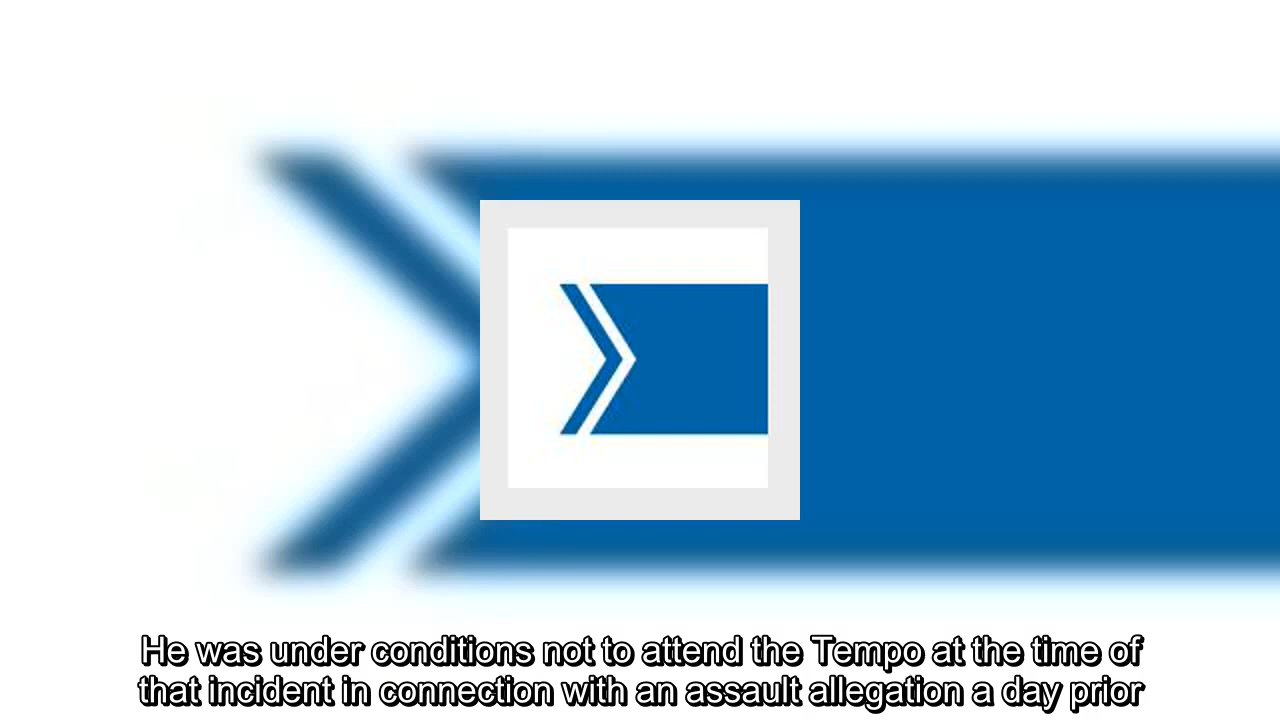 He was under conditions not to attend the Tempo at the time of
that incident in connection with an assault allegation a day prior